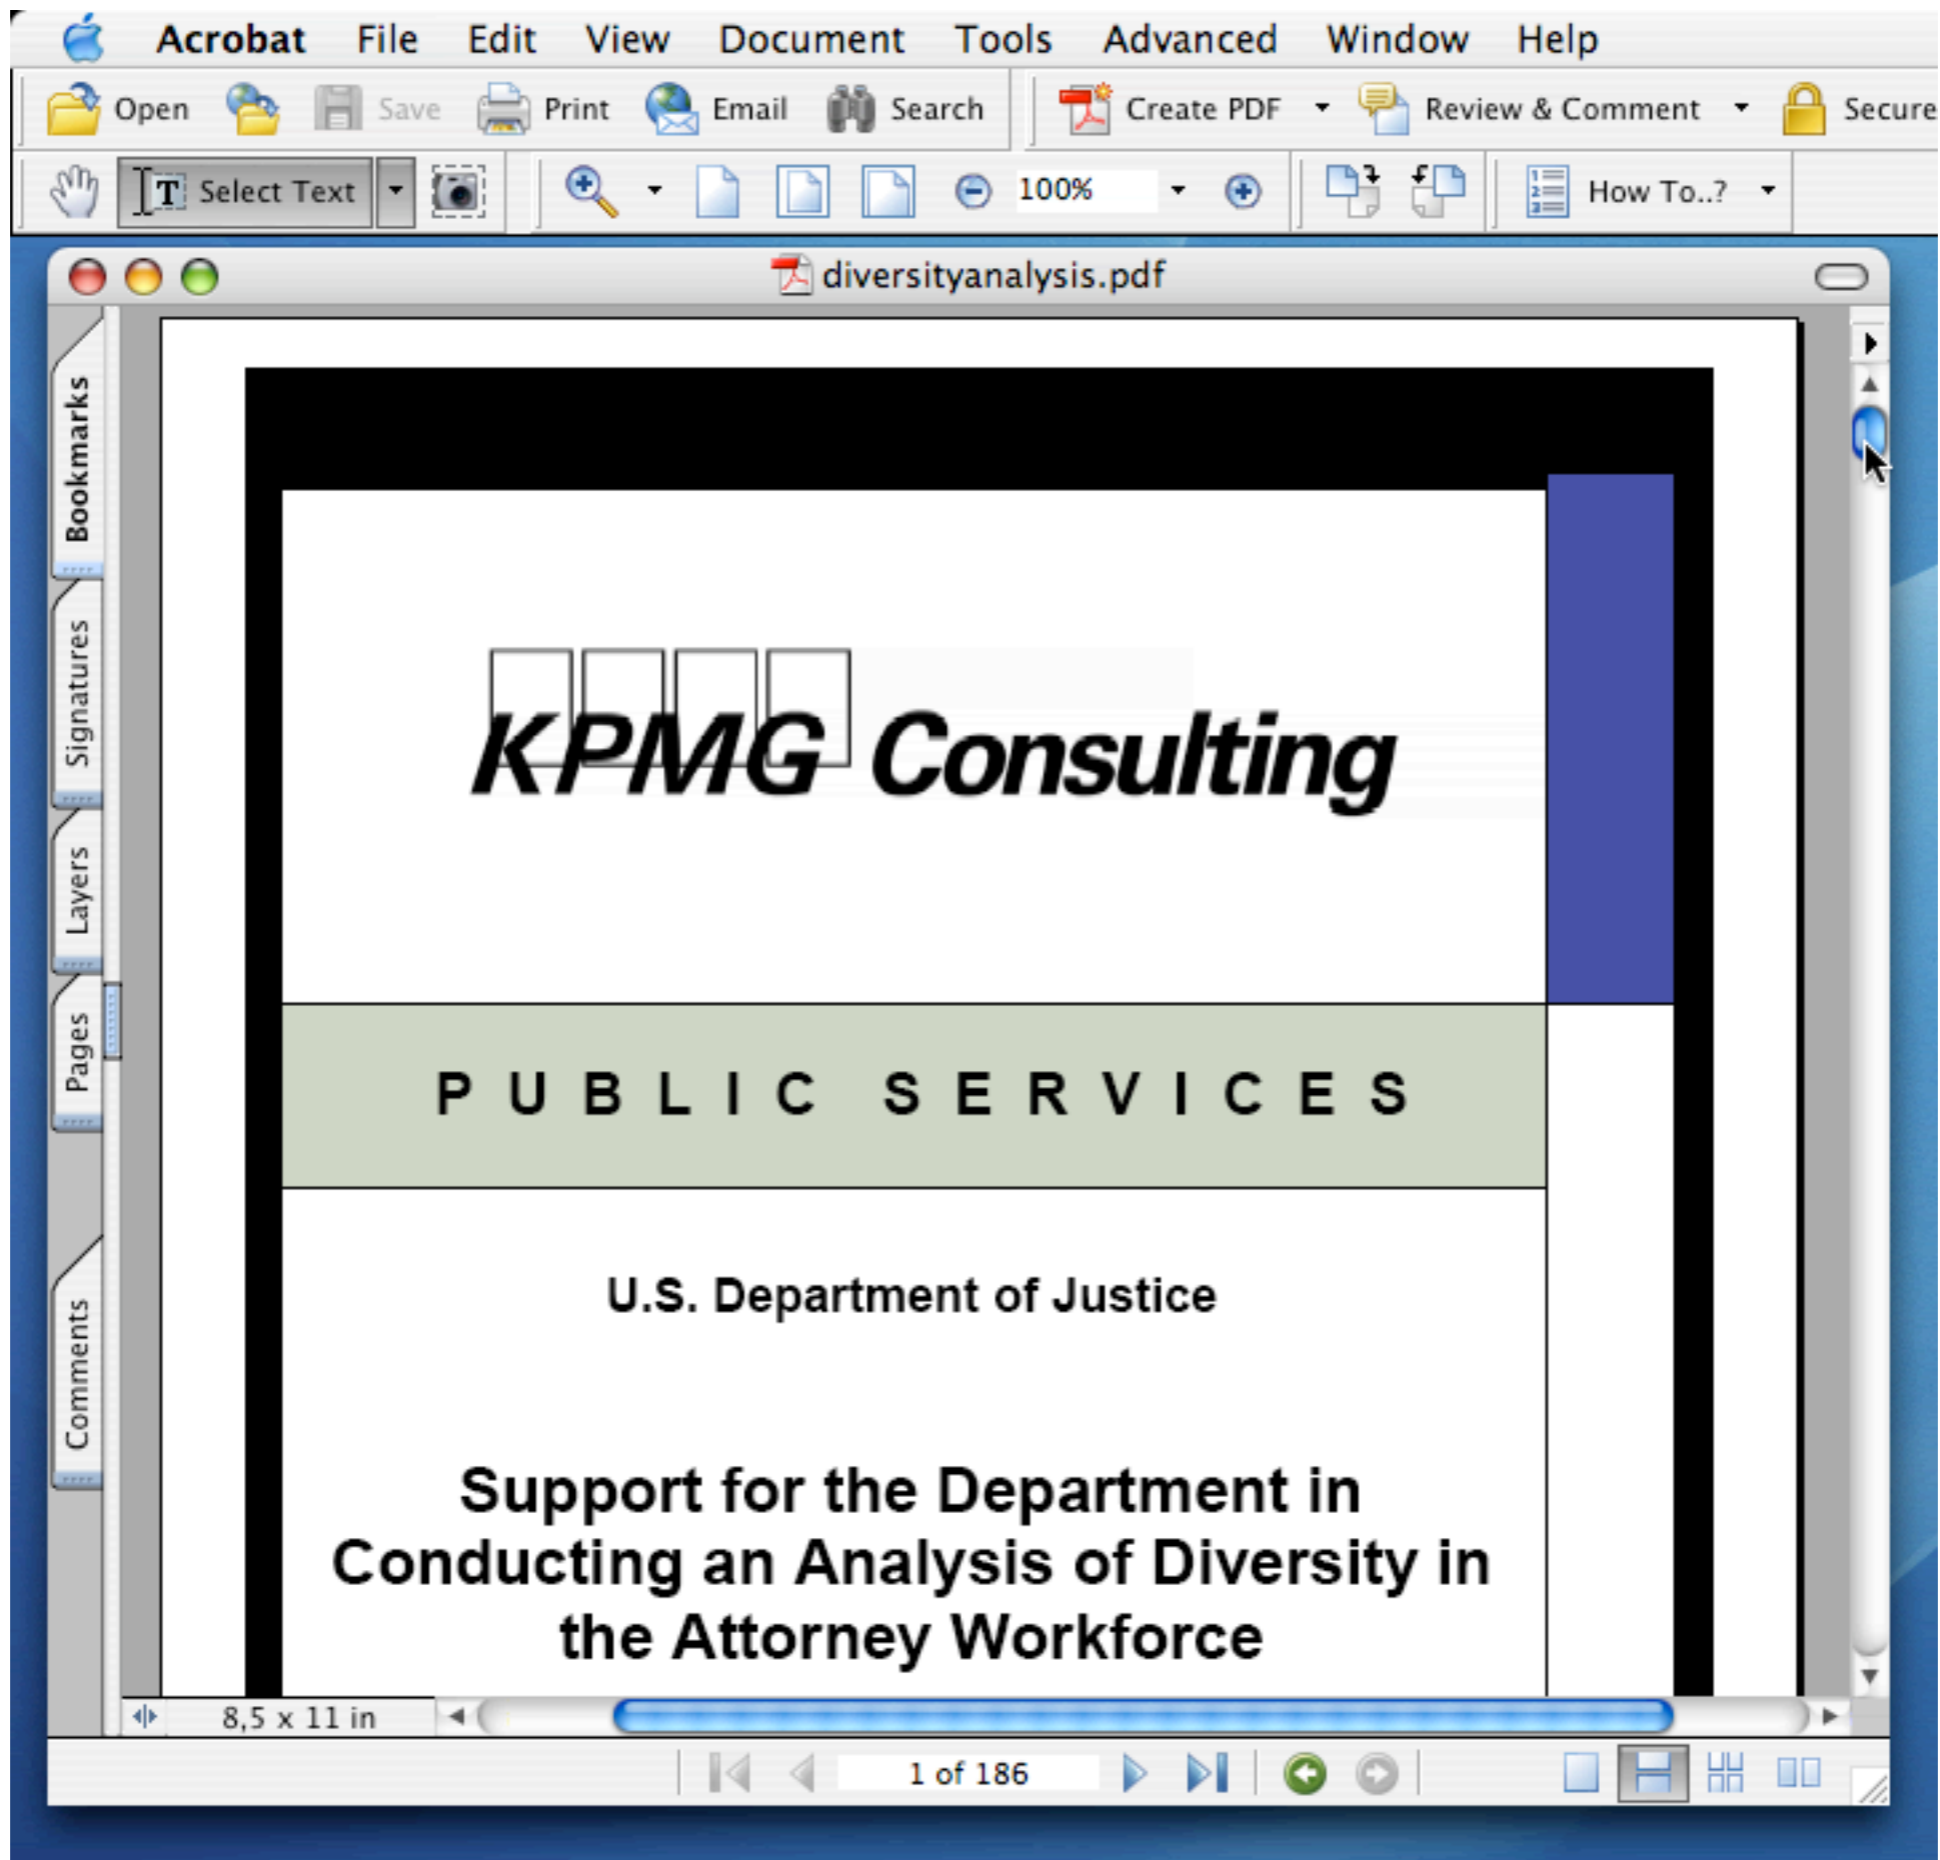 Acrobat File Edit View Document Tools Advanced Window Help
Open Save Print Email Search Create PDF Review & Comment Secure
T Select Text 100% How To..?
diversityanalysis.pdf
Bookmarks
Signatures
Layers
Pages
Comments
KPMG Consulting
PUBLIC SERVICES
U.S. Department of Justice
Support for the Department in
Conducting an Analysis of Diversity in
the Attorney Workforce
8,5 x 11 in
1 of 186